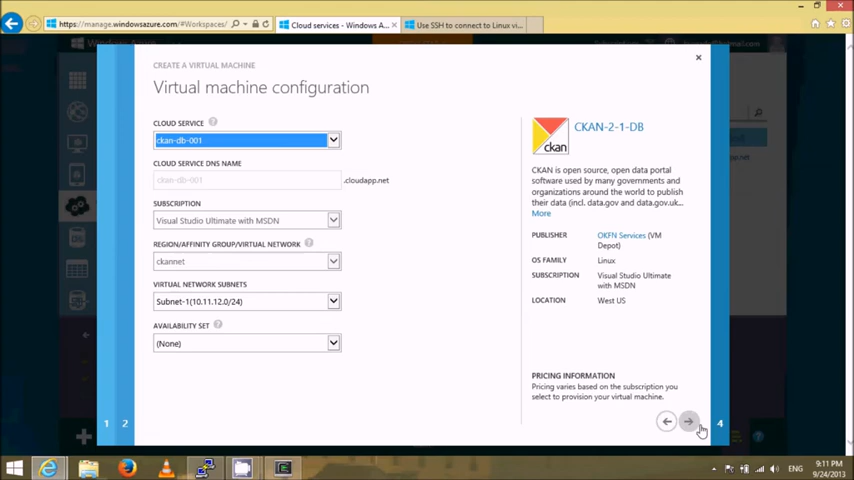 https://manage.windowsazure.com/#Workspaces/
Cloud services - Windows A...
Use SSH to connect to Linux vi...
CREATE A VIRTUAL MACHINE
Virtual machine configuration
CLOUD SERVICE ?
ckan-db-001
CLOUD SERVICE DNS NAME
ckan-db-001 .cloudapp.net
SUBSCRIPTION
Visual Studio Ultimate with MSDN
REGION/AFFINITY GROUP/VIRTUAL NETWORK ?
ckannet
VIRTUAL NETWORK SUBNETS
Subnet-1(10.11.12.0/24)
AVAILABILITY SET ?
(None)
ckan
CKAN-2-1-DB
CKAN is open source, open data portal
software used by many governments and
organizations around the world to publish
their data (incl. data.gov and data.gov.uk...
More
PUBLISHER OKFN Services (VM
Depot)
OS FAMILY Linux
SUBSCRIPTION Visual Studio Ultimate
with MSDN
LOCATION West US
PRICING INFORMATION
Pricing varies based on the subscription you
select to provision your virtual machine.
1 2 4
ENG
9:11 PM
9/24/2013